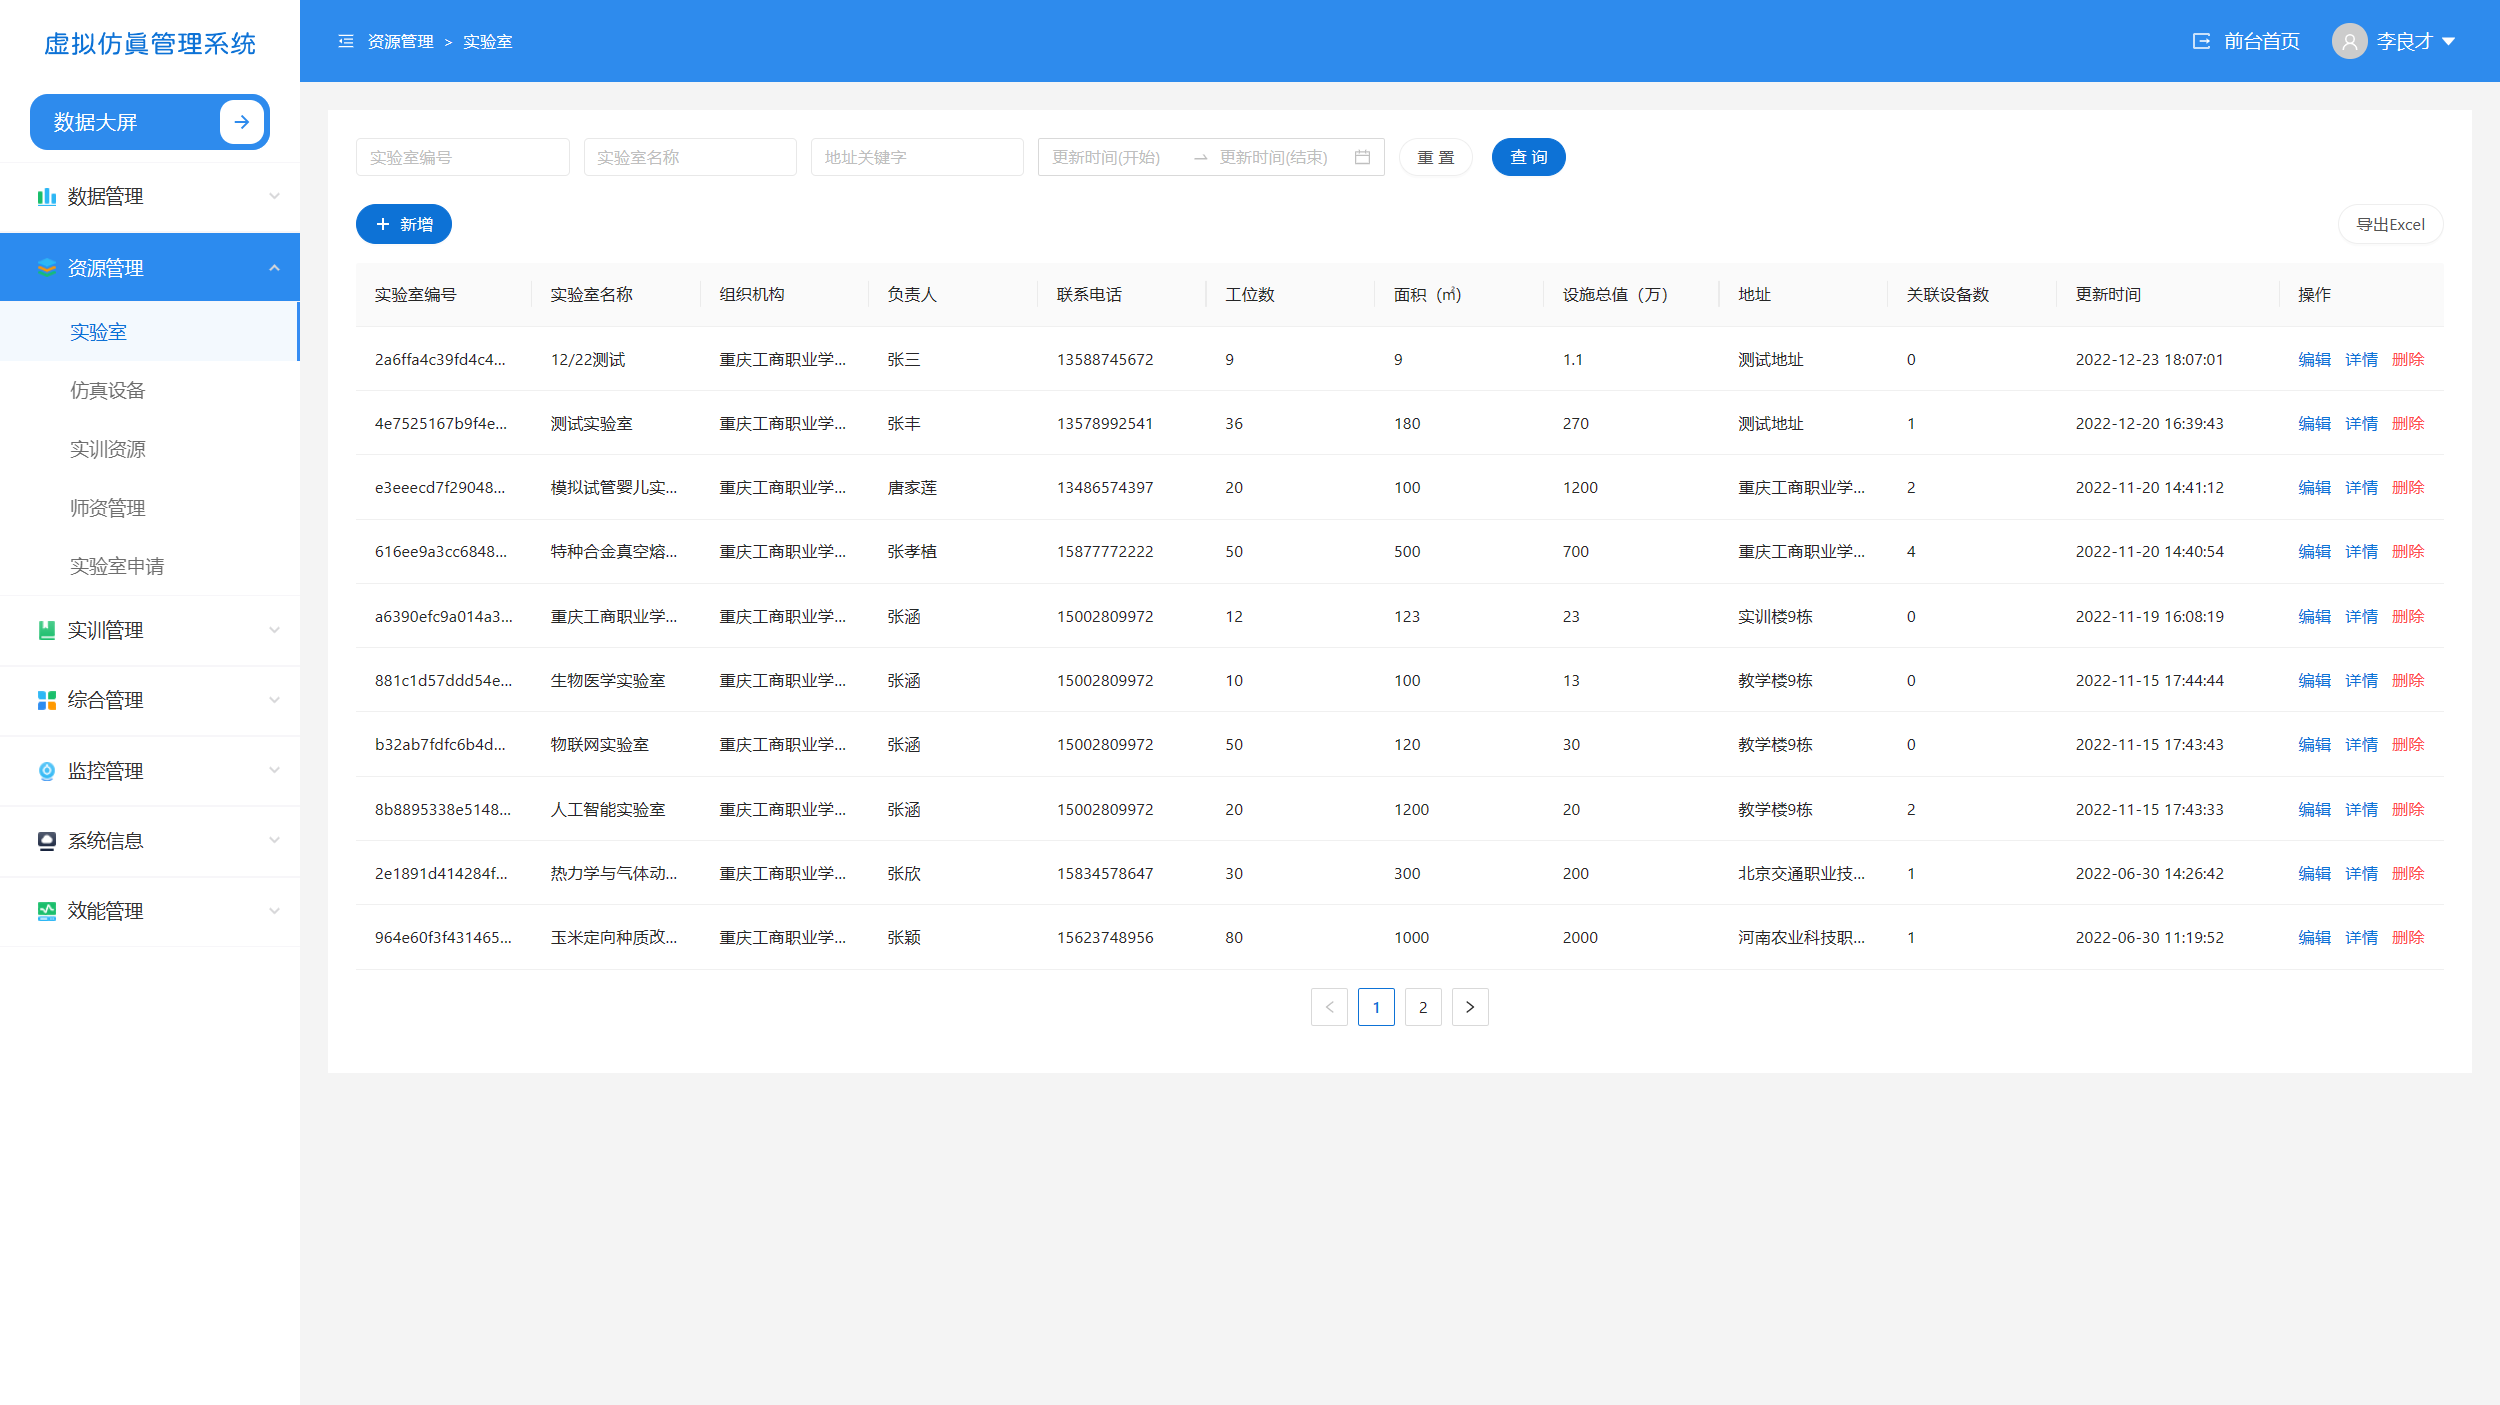 虚拟仿真管理系统
资源管理 > 实验室
前台首页 李良才
数据大屏
数据管理
资源管理
实验室
仿真设备
实训资源
师资管理
实验室申请
实训管理
综合管理
监控管理
系统信息
效能管理
实验室编号 实验室名称 地址关键字 更新时间(开始) 更新时间(结束) 重 置 查 询
新增 导出Excel
实验室编号 实验室名称 组织机构 负责人 联系电话 工位数 面积（㎡） 设施总值（万） 地址 关联设备数 更新时间 操作
2a6ffa4c39fd4c4... 12/22测试 重庆工商职业学... 张三 13588745672 9 9 1.1 测试地址 0 2022-12-23 18:07:01 编辑 详情 删除
4e7525167b9f4e... 测试实验室 重庆工商职业学... 张丰 13578992541 36 180 270 测试地址 1 2022-12-20 16:39:43 编辑 详情 删除
e3eeecd7f29048... 模拟试管婴儿实... 重庆工商职业学... 唐家莲 13486574397 20 100 1200 重庆工商职业学... 2 2022-11-20 14:41:12 编辑 详情 删除
616ee9a3cc6848... 特种合金真空熔... 重庆工商职业学... 张孝植 15877772222 50 500 700 重庆工商职业学... 4 2022-11-20 14:40:54 编辑 详情 删除
a6390efc9a014a3... 重庆工商职业学... 重庆工商职业学... 张涵 15002809972 12 123 23 实训楼9栋 0 2022-11-19 16:08:19 编辑 详情 删除
881c1d57ddd54e... 生物医学实验室 重庆工商职业学... 张涵 15002809972 10 100 13 教学楼9栋 0 2022-11-15 17:44:44 编辑 详情 删除
b32ab7fdfc6b4d... 物联网实验室 重庆工商职业学... 张涵 15002809972 50 120 30 教学楼9栋 0 2022-11-15 17:43:43 编辑 详情 删除
8b8895338e5148... 人工智能实验室 重庆工商职业学... 张涵 15002809972 20 1200 20 教学楼9栋 2 2022-11-15 17:43:33 编辑 详情 删除
2e1891d414284f... 热力学与气体动... 重庆工商职业学... 张欣 15834578647 30 300 200 北京交通职业技... 1 2022-06-30 14:26:42 编辑 详情 删除
964e60f3f431465... 玉米定向种质改... 重庆工商职业学... 张颖 15623748956 80 1000 2000 河南农业科技职... 1 2022-06-30 11:19:52 编辑 详情 删除
1 2